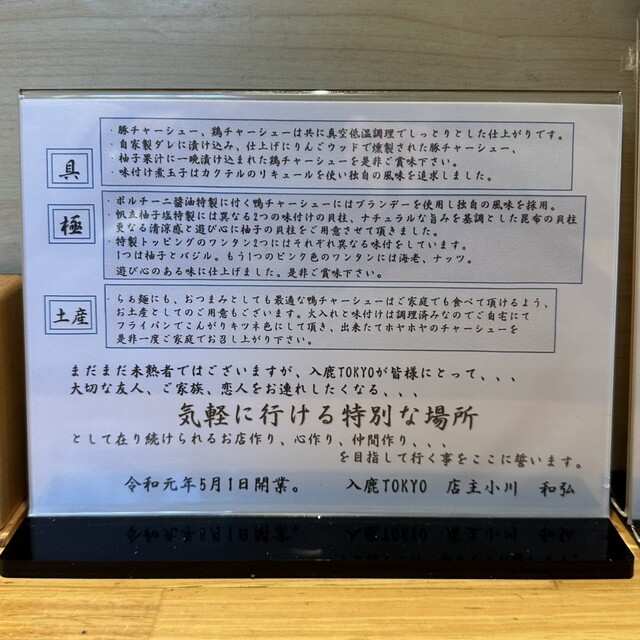 具
・豚チャーシュー、鶏チャーシューは共に真空低温調理でしっとりとした仕上がりです。
・自家製ダレに漬け込み、仕上げにりんごウッドで燻製された豚チャーシュー、
柚子果汁に一晩漬け込まれた鶏チャーシューを是非ご賞味下さい。
・味付け煮玉子はカクテルのリキュールを使い独自の風味を追求しました。
極
・ポルチーニ醤油特製に付く鴨チャーシューにはブランデーを使用し独自の風味を採用。
・帆立柚子塩特製には異なる2つの味付けの貝柱、ナチュラルな旨みを基調とした昆布の貝柱
更なる清涼感と遊び心に柚子の貝柱をご用意させて頂きました。
・特製トッピングのワンタン2つにはそれぞれ異なる味付をしています。
1つは柚子とバジル。もう1つのピンク色のワンタンには海老、ナッツ。
遊び心のある味に仕上げました。是非ご賞味下さい。
土産
・らぁ麺にも、おつまみとしても最適な鴨チャーシューはご家庭でも食べて頂けるよう、
お土産としてのご用意もございます。火入れと味付けは調理済みなのでご自宅にて
フライパンでこんがりキツネ色にして頂き、出来たてホヤホヤのチャーシューを
是非一度ご家庭でお召し上がり下さい。
まだまだ未熟者ではございますが、入鹿TOKYOが皆様にとって、、、
大切な友人、ご家族、恋人をお連れしたくなる、、、
気軽に行ける特別な場所
として在り続けられるお店作り、心作り、仲間作り、、、
を目指して行く事をここに誓います。
令和元年5月1日開業。 入鹿TOKYO 店主小川 和弘